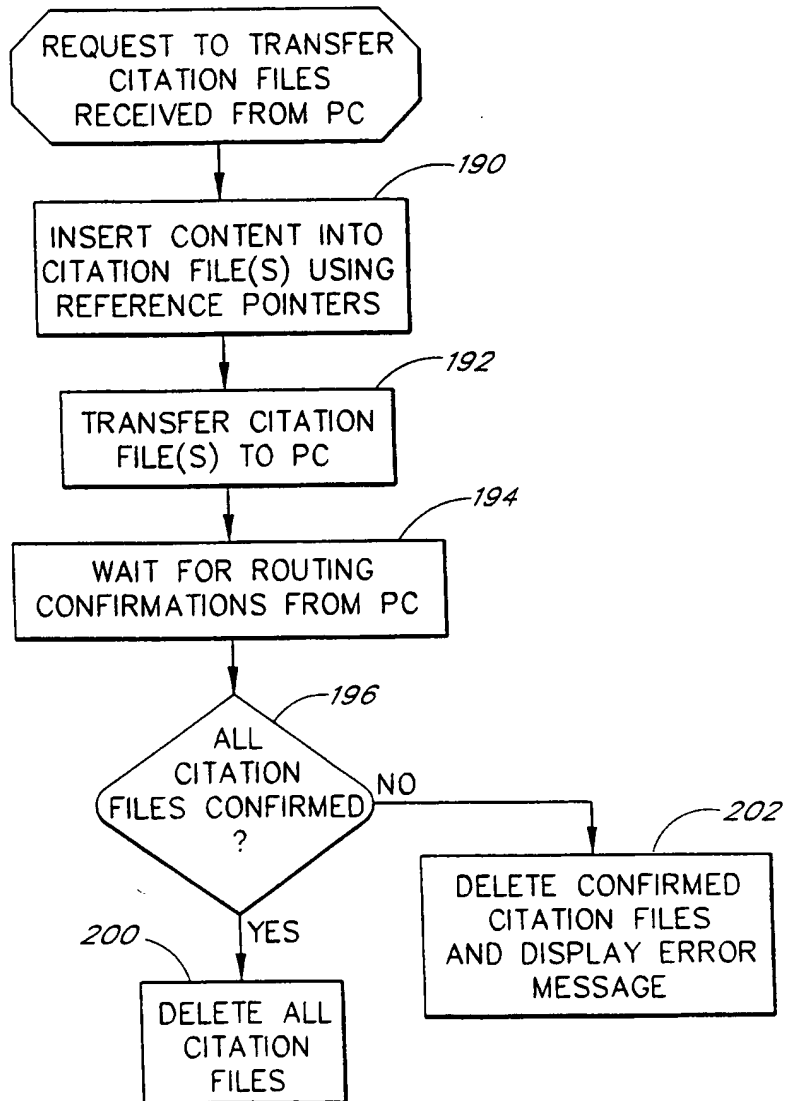 REQUEST TO TRANSFER
CITATION FILES
RECEIVED FROM PC
190
INSERT CONTENT INTO
CITATION FILE(S) USING
REFERENCE POINTERS
192
TRANSFER CITATION
FILE(S) TO PC
194
WAIT FOR ROUTING
CONFIRMATIONS FROM PC
196
ALL
CITATION
FILES CONFIRMED
?
NO
202
DELETE CONFIRMED
CITATION FILES
AND DISPLAY ERROR
MESSAGE
YES
200
DELETE ALL
CITATION
FILES